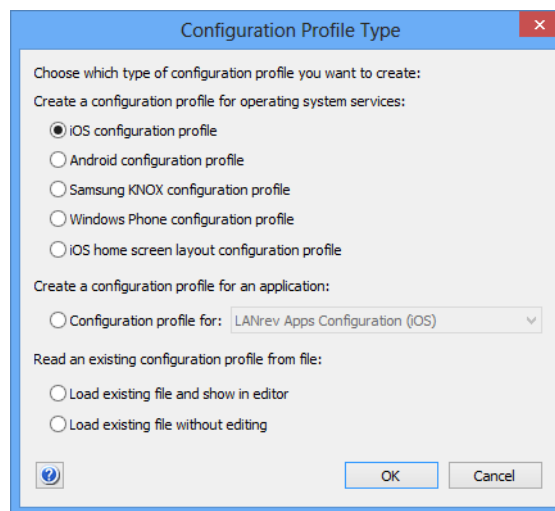 Configuration Profile Type
Choose which type of configuration profile you want to create:
Create a configuration profile for operating system services:
iOS configuration profile
Android configuration profile
Samsung KNOX configuration profile
Windows Phone configuration profile
iOS home screen layout configuration profile
Create a configuration profile for an application:
Configuration profile for: LANrev Apps Configuration (iOS)
Read an existing configuration profile from file:
Load existing file and show in editor
Load existing file without editing
? OK Cancel